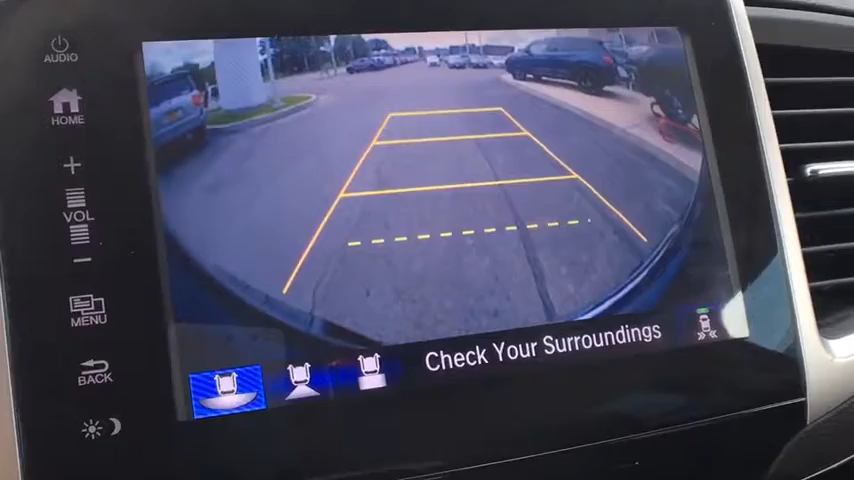 AUDIO
HOME
+
VOL
−
MENU
BACK
Check Your Surroundings